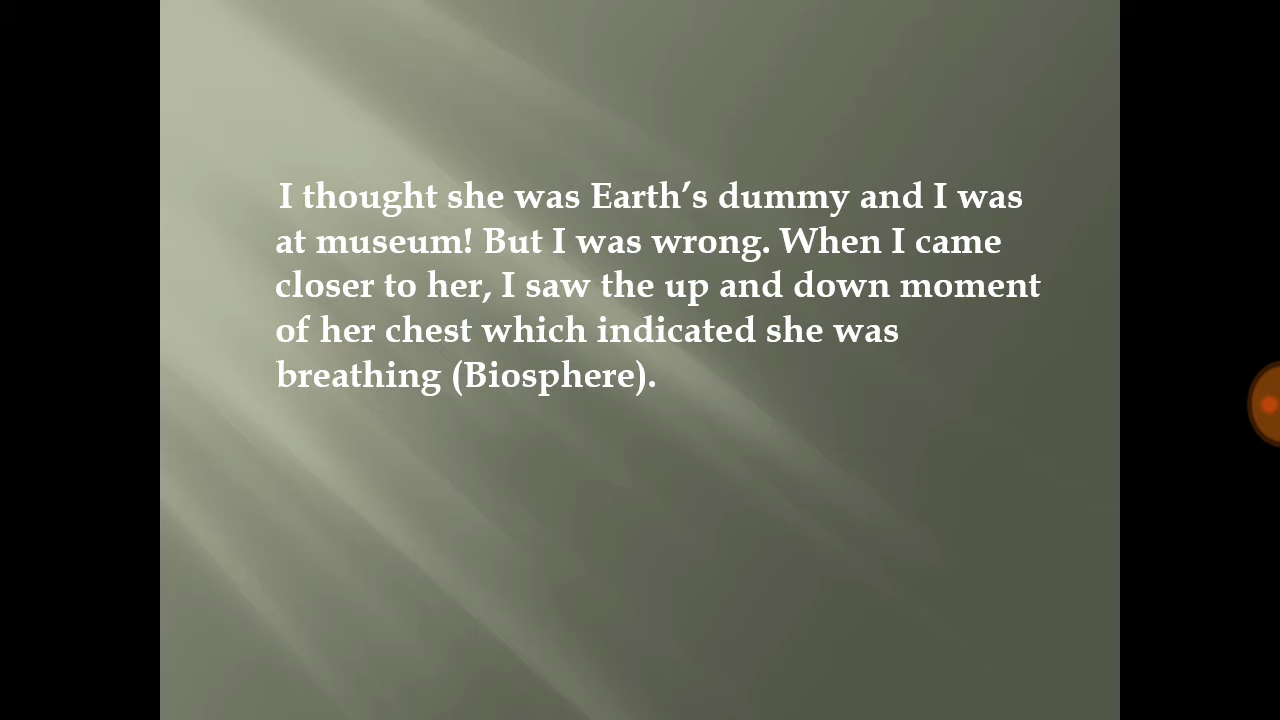 I thought she was Earth’s dummy and I was
at museum! But I was wrong. When I came
closer to her, I saw the up and down moment
of her chest which indicated she was
breathing (Biosphere).